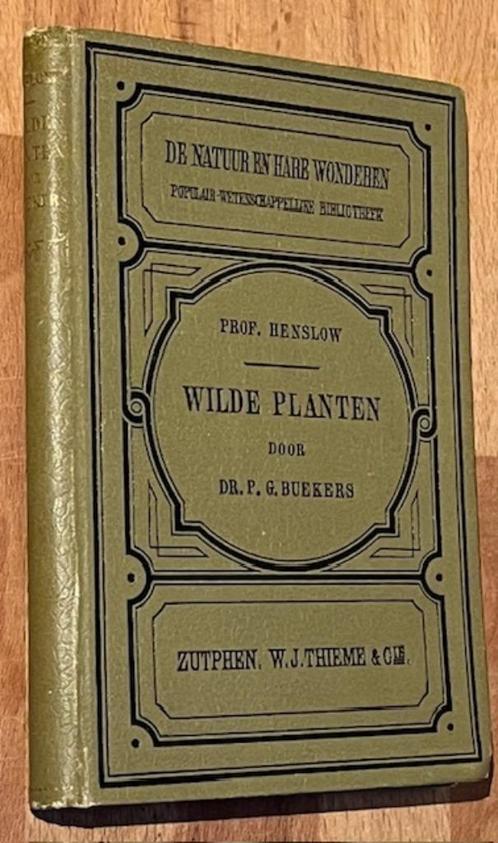 DE NATUUR EN HARE WONDEREN
POPULAIR-WETENSCHAPPELIJKE BIBLIOTHEEK
PROF. HENSLOW
WILDE PLANTEN
DOOR
DR. P. G. BUEKERS
ZUTPHEN. W. J. THIEME & CIE.